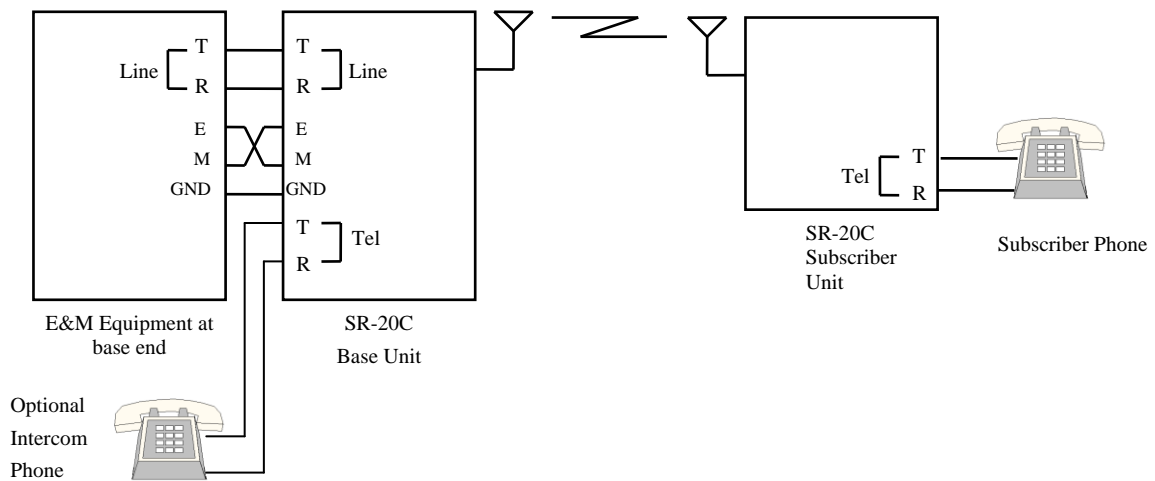 T
Line
R
E
M
GND
T
Line
R
E
M
GND
T
Tel
R
T
Tel
R
E&M Equipment at
base end
SR-20C
Base Unit
SR-20C
Subscriber
Unit
Subscriber Phone
Optional
Intercom
Phone